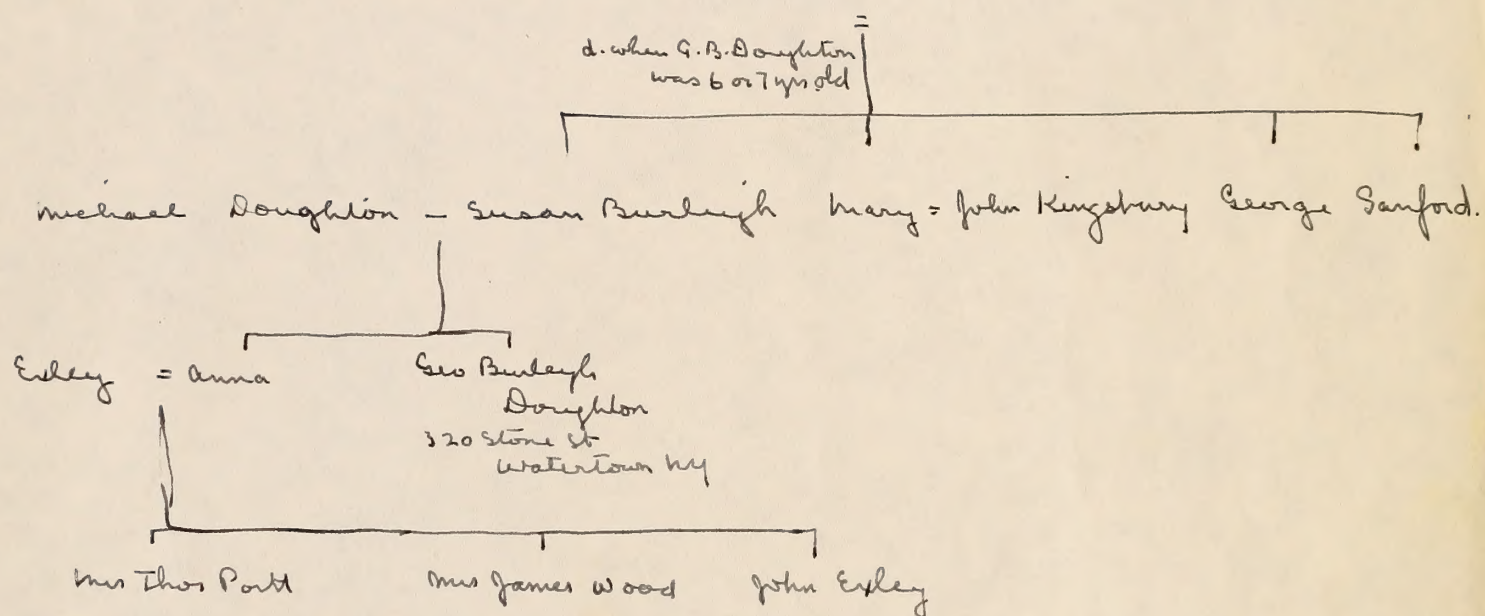 =
d. when G. B. Doughton
was 6 or 7 yrs old
Michael Doughton - Susan Burleigh Mary = John Kingsbury George Sanford.
Exley = Anna
Geo Burleigh
Doughton
320 Stone St
Watertown NY
Mrs Thos Mrs James Wood John Exley